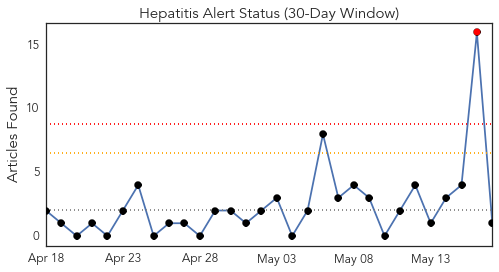 Hepatitis Alert Status (30-Day Window)
Articles Found
15
10
5
0
Apr 18 Apr 23 Apr 28 May 03 May 08 May 13